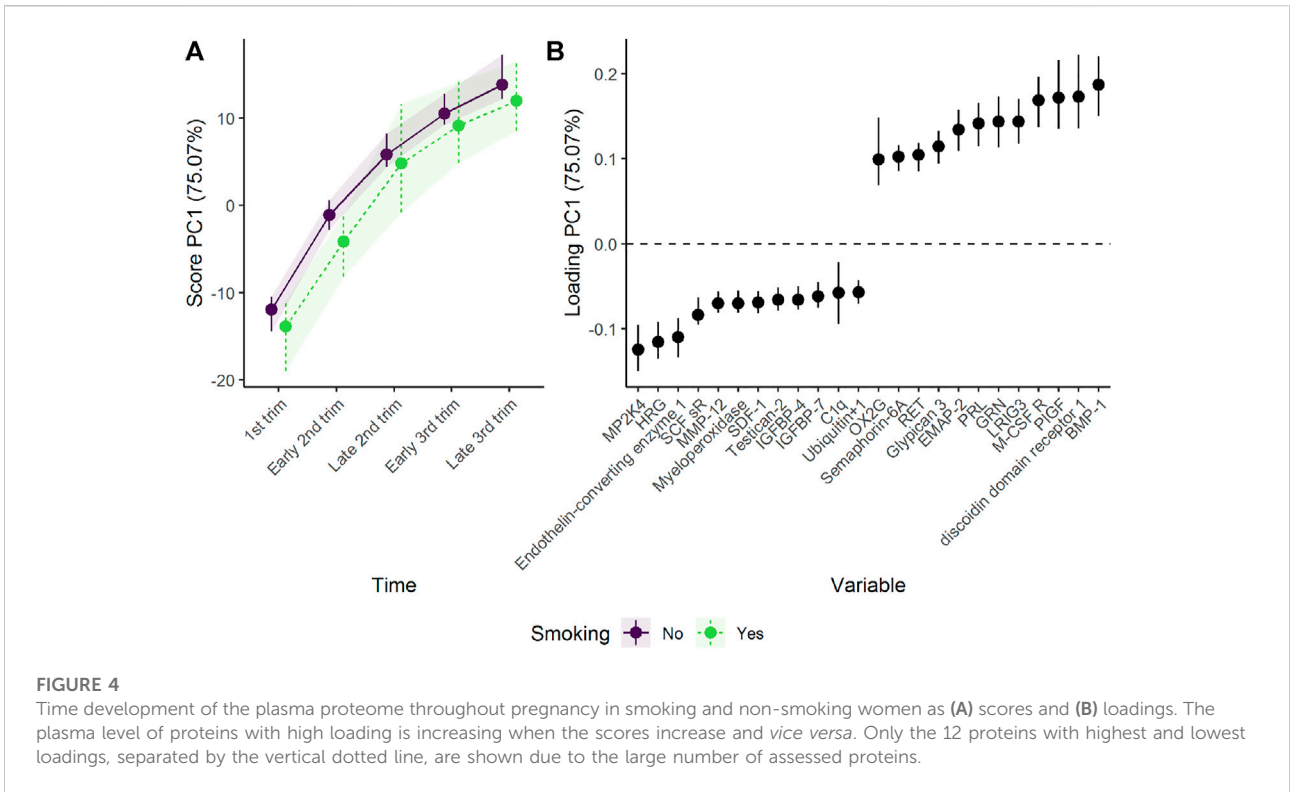 A
B
Score PC1 (75.07%)
10
0
-10
-20
1st trim
Early 2nd trim
Late 2nd trim
Early 3rd trim
Late 3rd trim
Time
Loading PC1 (75.07%)
0.2
0.1
0.0
-0.1
MP2K4
HRG
Endothelin-converting enzyme 1
SCF sR
MMP-12
Myeloperoxidase
SDF-1
Testican-2
IGFBP-4
IGFBP-7
C1q
Ubiquitin+1
OX2G
Semaphorin-6A
RET
Glypican 3
EMAP-2
PRL
GRN
LRIG3
M-CSF R
PIGF
discoidin domain receptor 1
BMP-1
Variable
Smoking No Yes
FIGURE 4
Time development of the plasma proteome throughout pregnancy in smoking and non-smoking women as (A) scores and (B) loadings. The
plasma level of proteins with high loading is increasing when the scores increase and vice versa. Only the 12 proteins with highest and lowest
loadings, separated by the vertical dotted line, are shown due to the large number of assessed proteins.